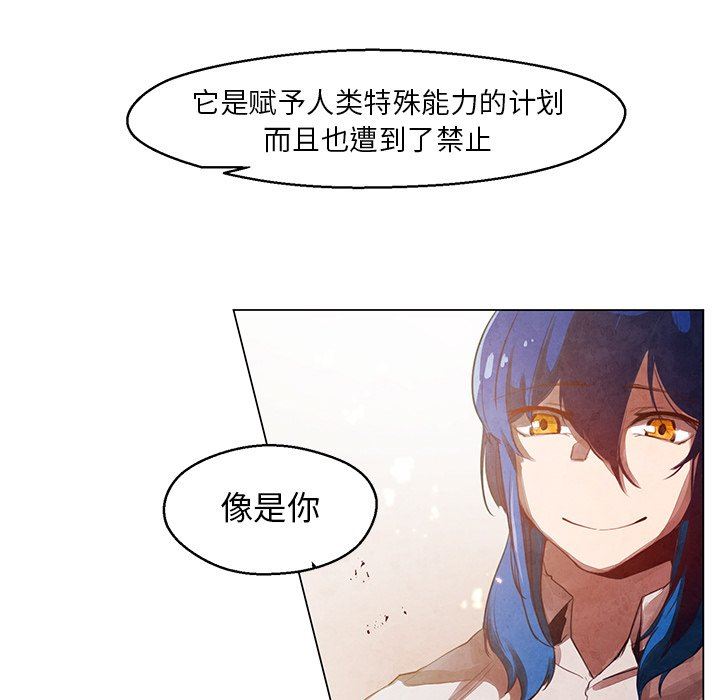 它是赋予人类特殊能力的计划
而且也遭到了禁止
像是你